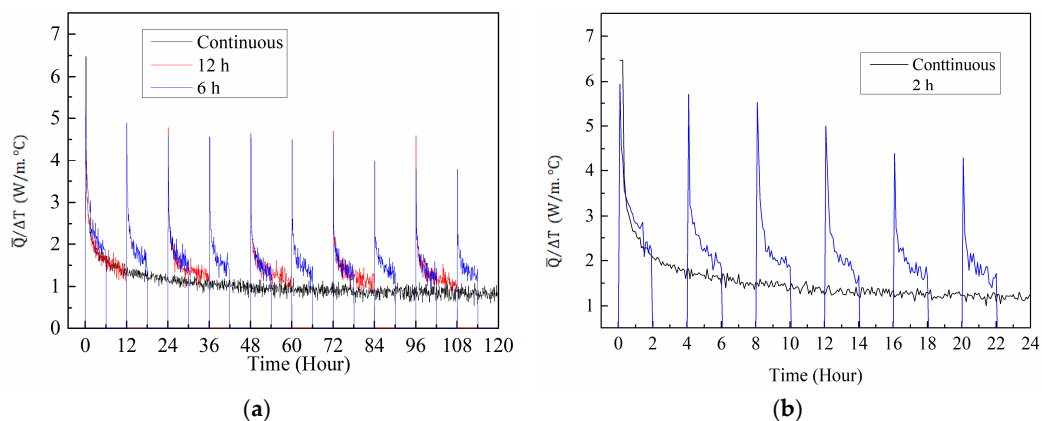 7
6
5
4
3
2
1
0
Q̅/ΔT (W/m.°C)
Continuous
12 h
6 h
0 12 24 36 48 60 72 84 96 108 120
Time (Hour)
(a)
7
6
5
4
3
2
1
Q̅/ΔT (W/m.°C)
Conttinuous
2 h
0 2 4 6 8 10 12 14 16 18 20 22 24
Time (Hour)
(b)